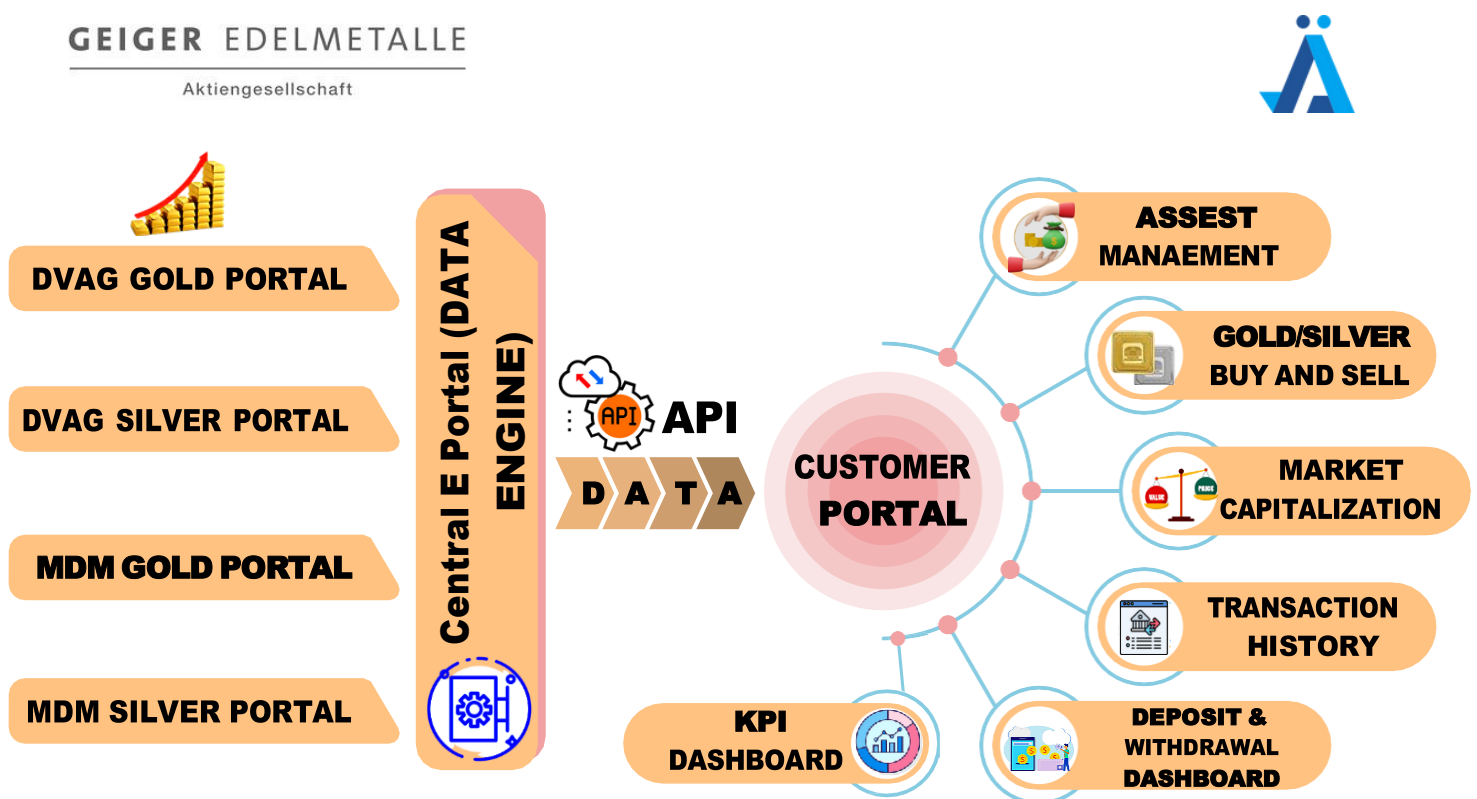 GEIGER EDELMETALLE
Aktiengesellschaft
Ä
DVAG GOLD PORTAL
DVAG SILVER PORTAL
MDM GOLD PORTAL
MDM SILVER PORTAL
Central E Portal (DATA
ENGINE)
API
API
D A T A
CUSTOMER
PORTAL
ASSEST
MANAEMENT
GOLD/SILVER
BUY AND SELL
VALUE
PRICE
MARKET
CAPITALIZATION
TRANSACTION
HISTORY
DEPOSIT &
WITHDRAWAL
DASHBOARD
KPI
DASHBOARD